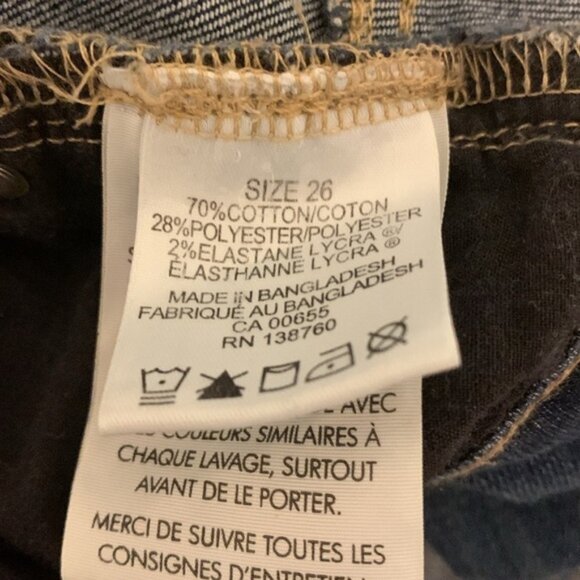 SIZE 26
70%COTTON/COTON
28%POLYESTER/POLYESTER
2%ELASTANE LYCRA ®/
ÉLASTHANNE LYCRA ®
MADE IN BANGLADESH
FABRIQUÉ AU BANGLADESH
CA 00655
RN 138760
AVEC
COULEURS SIMILAIRES À
CHAQUE LAVAGE, SURTOUT
AVANT DE LE PORTER.
MERCI DE SUIVRE TOUTES LES
CONSIGNES D'ENTRETIEN